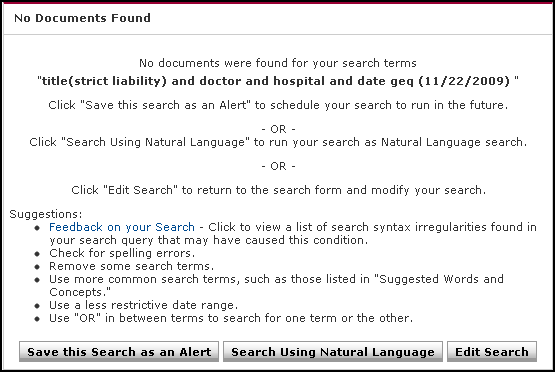 No Documents Found
No documents were found for your search terms
"title(strict liability) and doctor and hospital and date geq (11/22/2009) "
Click "Save this search as an Alert" to schedule your search to run in the future.
- OR -
Click "Search Using Natural Language" to run your search as Natural Language search.
- OR -
Click "Edit Search" to return to the search form and modify your search.
Suggestions:
Feedback on your Search - Click to view a list of search syntax irregularities found in
your search query that may have caused this condition.
Check for spelling errors.
Remove some search terms.
Use more common search terms, such as those listed in "Suggested Words and
Concepts."
Use a less restrictive date range.
Use "OR" in between terms to search for one term or the other.
Save this Search as an Alert Search Using Natural Language Edit Search